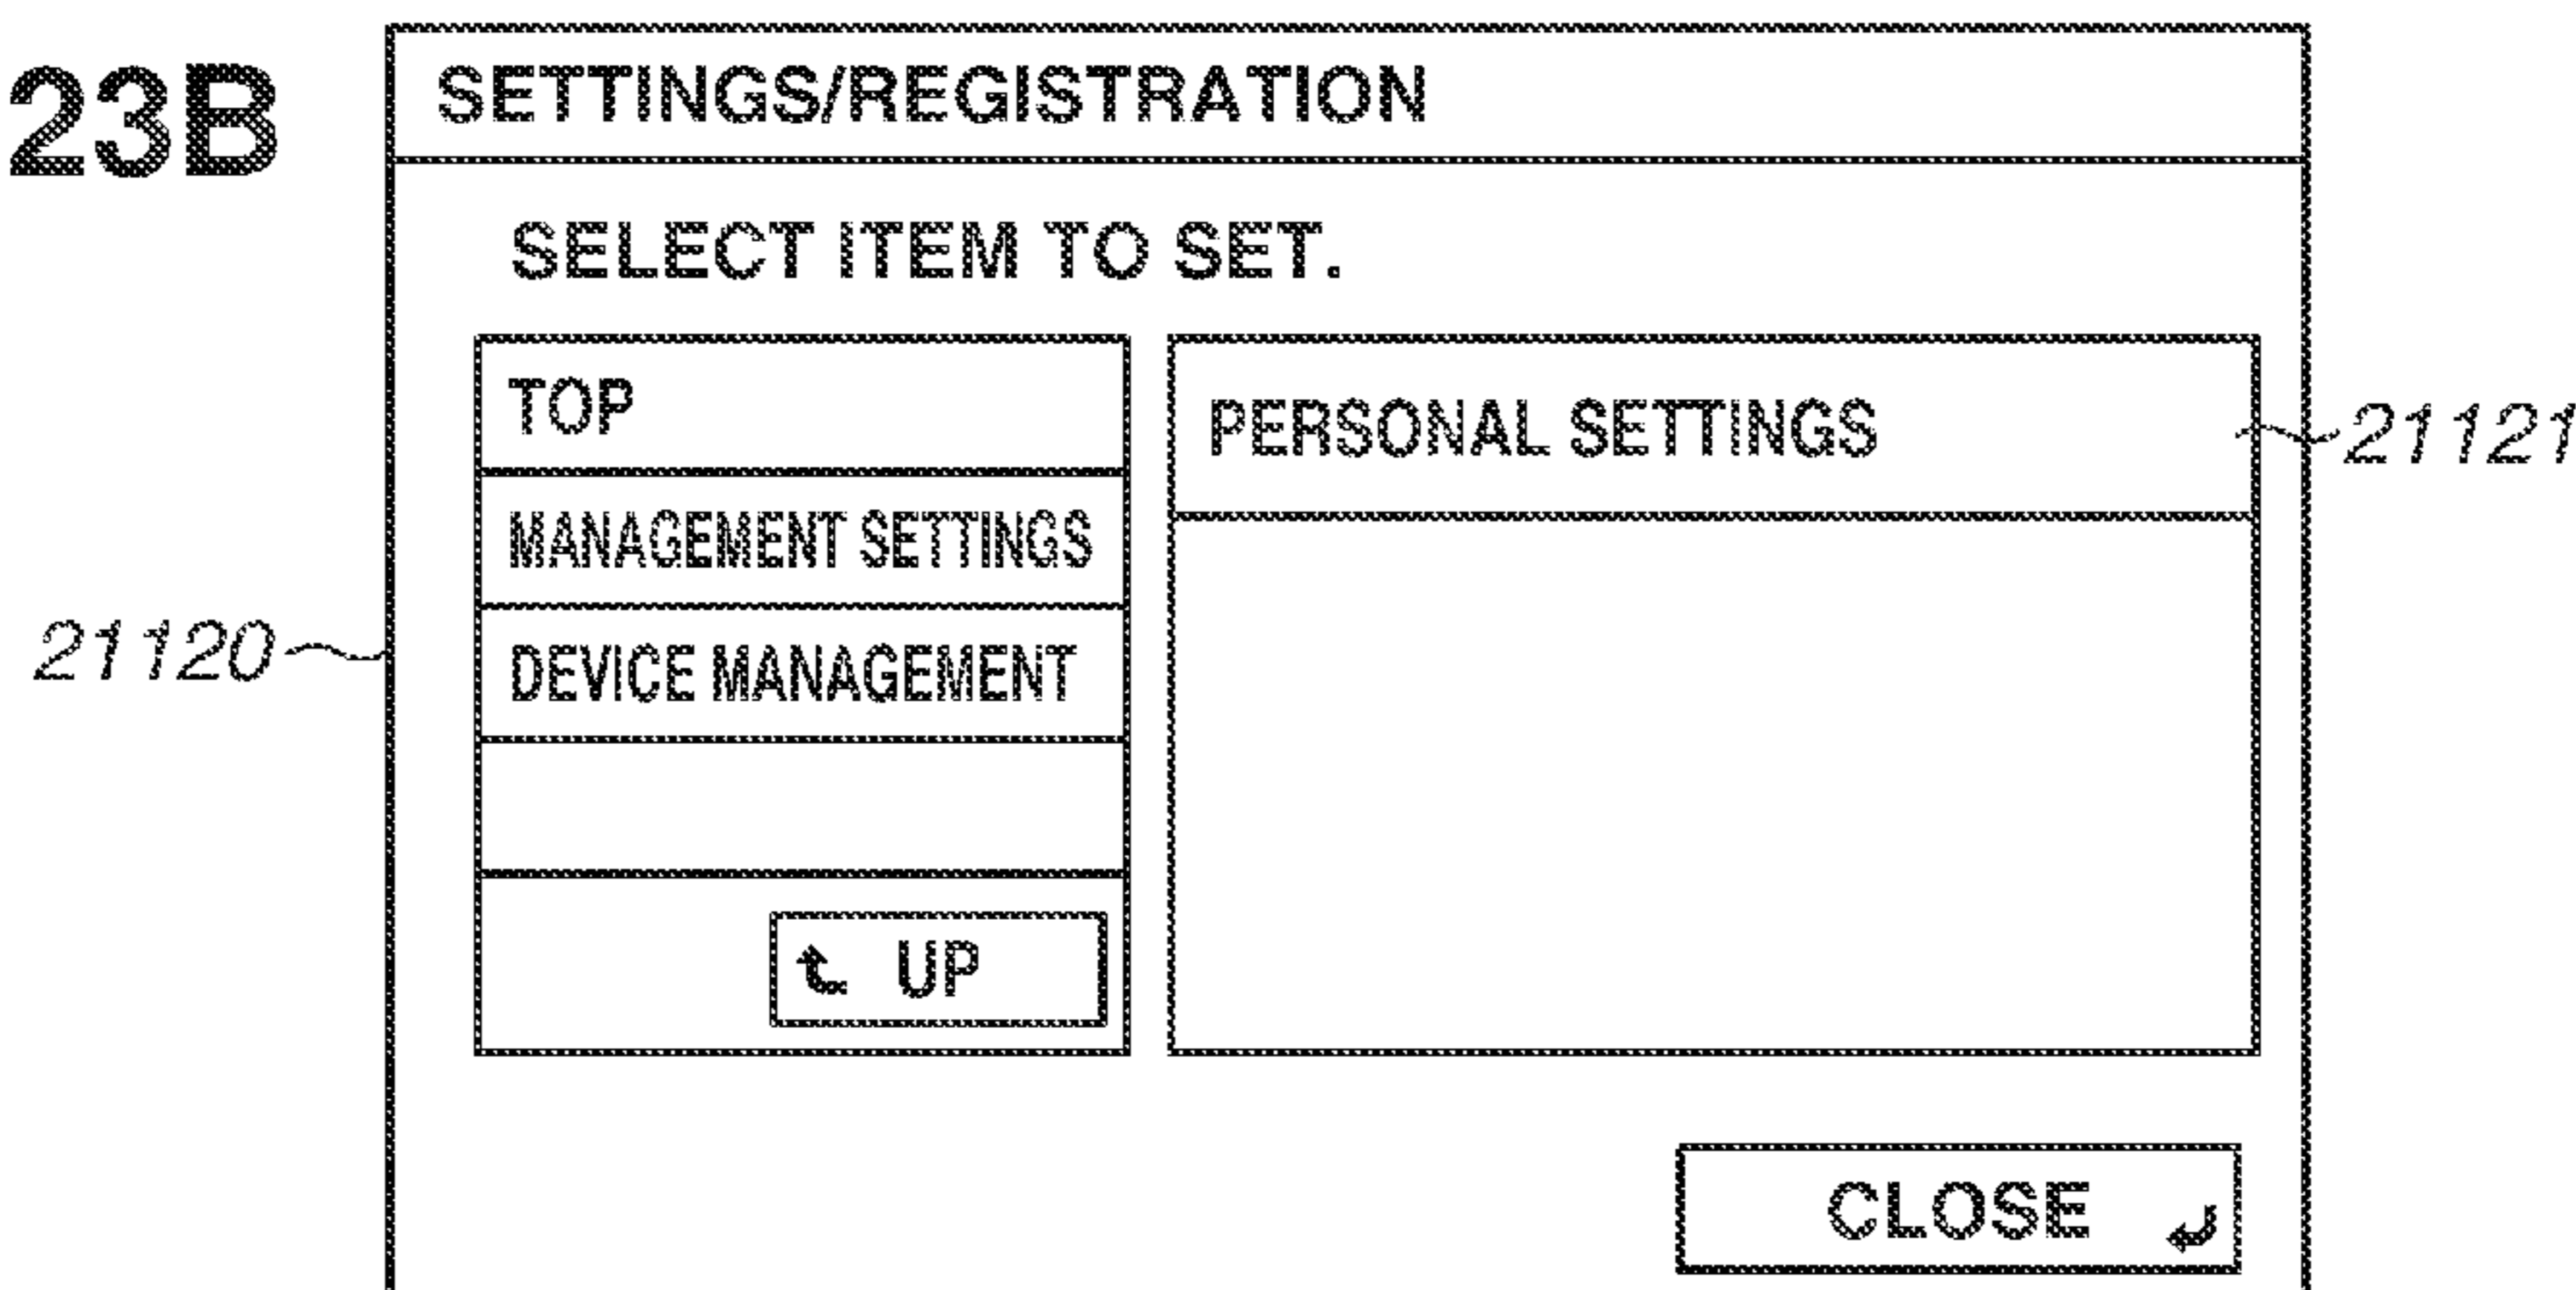 23B
SETTINGS/REGISTRATION
SELECT ITEM TO SET.
TOP
MANAGEMENT SETTINGS
DEVICE MANAGEMENT
UP
PERSONAL SETTINGS
21121
21120
CLOSE